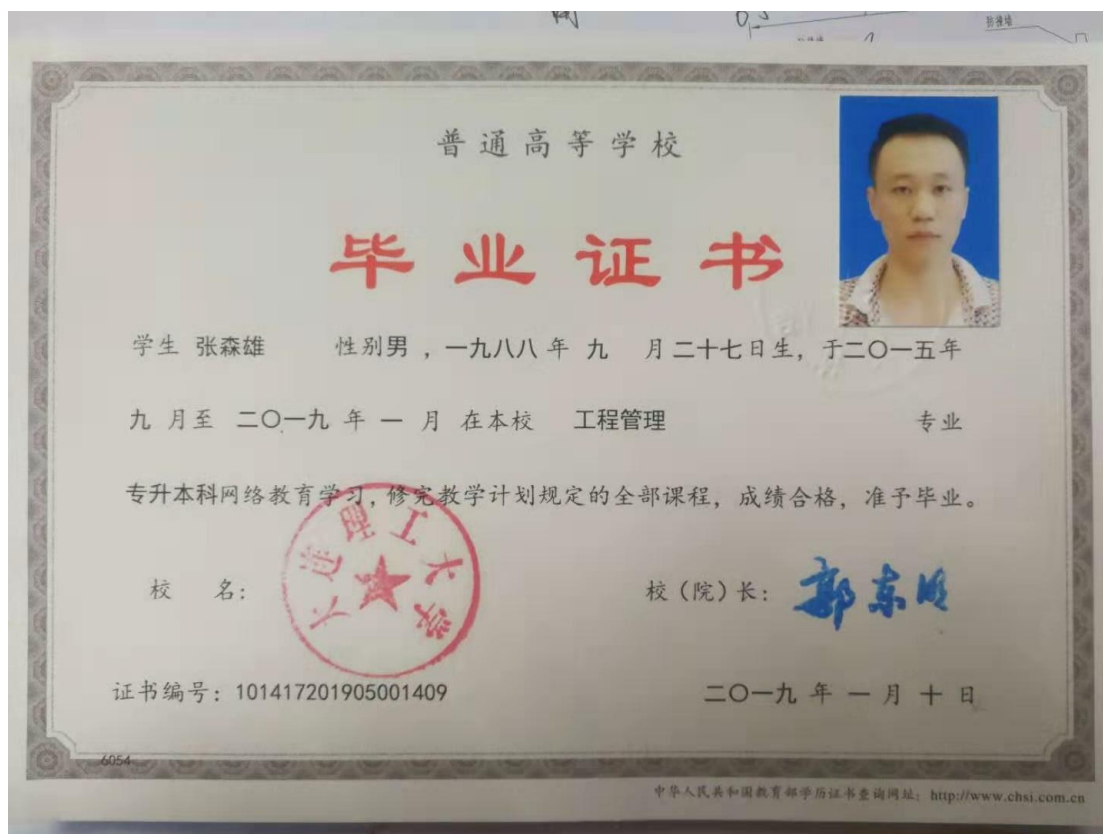 普通高等学校
毕业证书
学生 张森雄 性别男，一九八八年 九 月二十七日生，于二〇一五年
九 月至 二〇一九 年 一 月 在本校 工程管理 专业
专升本科网络教育学习，修完教学计划规定的全部课程，成绩合格，准予毕业。
大连理工大学
校 名： 校（院）长： 郭东明
证书编号：101417201905001409 二〇一九 年 一 月 十 日
6054
中华人民共和国教育部学历证书查询网址：http://www.chsi.com.cn